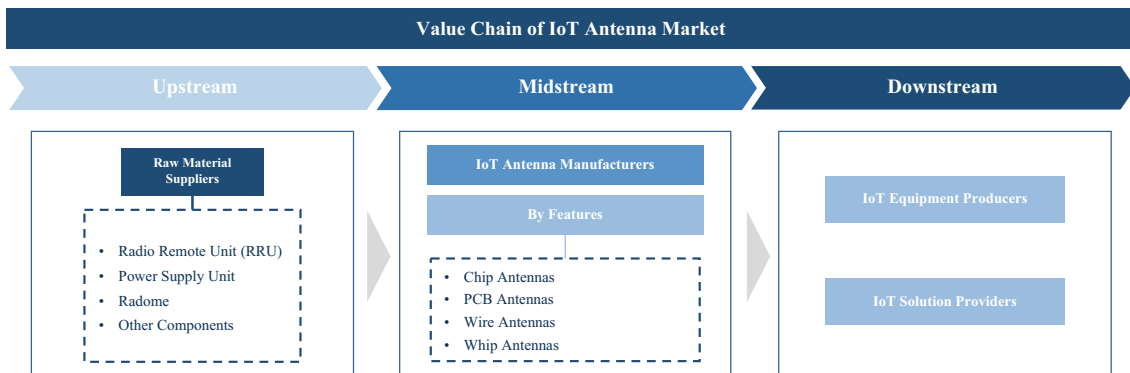 Value Chain of IoT Antenna Market
Upstream
Midstream
Downstream
Raw Material
Suppliers
• Radio Remote Unit (RRU)
• Power Supply Unit
• Radome
• Other Components
IoT Antenna Manufacturers
By Features
• Chip Antennas
• PCB Antennas
• Wire Antennas
• Whip Antennas
IoT Equipment Producers
IoT Solution Providers